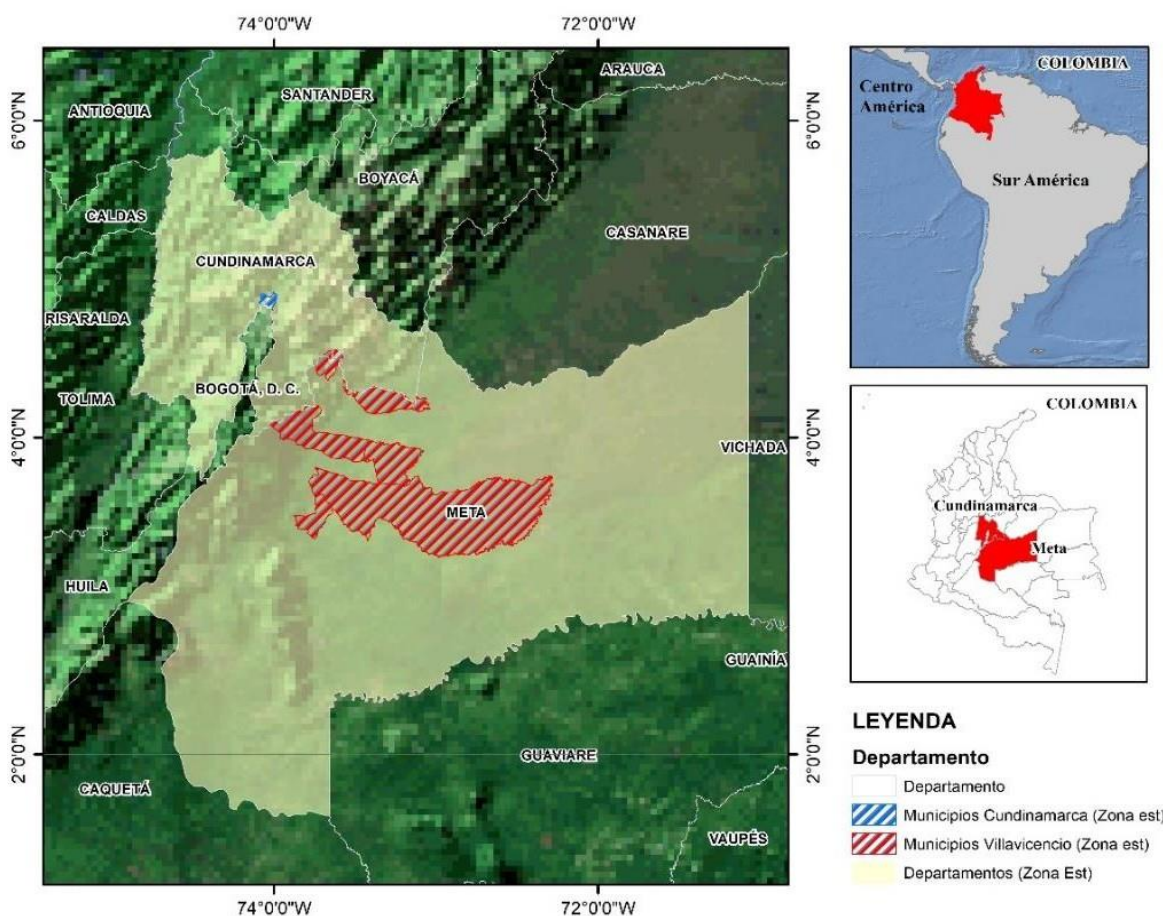 74°0'0"W
72°0'0"W
6°0'0"N
4°0'0"N
2°0'0"N
ARAUCA
SANTANDER
ANTIOQUIA
BOYACÁ
CALDAS
CASANARE
CUNDINAMARCA
RISARALDA
BOGOTÁ, D. C.
TOLIMA
VICHADA
META
HUILA
GUAINÍA
GUAVIARE
CAQUETÁ
VAUPÉS
6°0'0"N
4°0'0"N
2°0'0"N
74°0'0"W
72°0'0"W
COLOMBIA
Centro
América
Sur América
COLOMBIA
Cundinamarca
Meta
LEYENDA
Departamento
Departamento
Municipios Cundinamarca (Zona est)
Municipios Villavicencio (Zona est)
Departamentos (Zona Est)